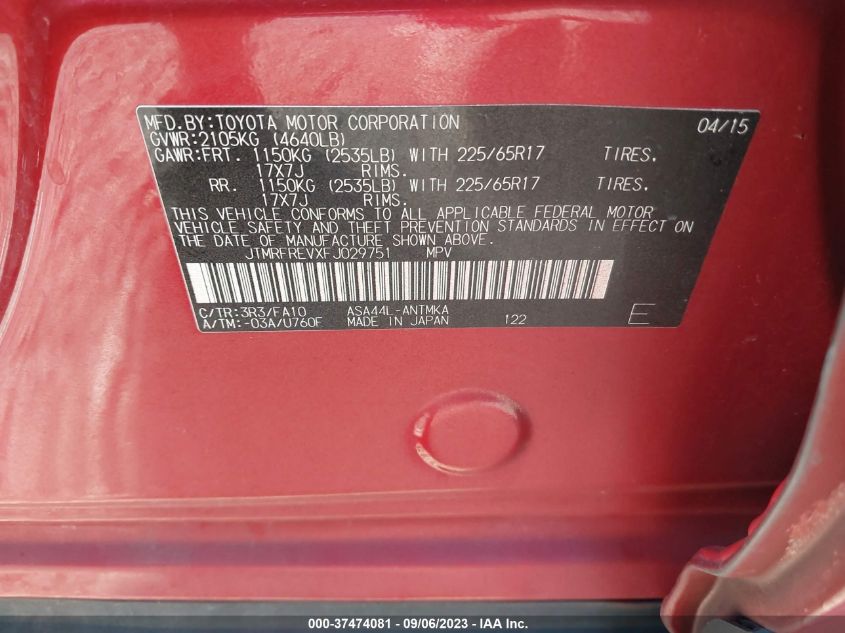 MFD.BY:TOYOTA MOTOR CORPORATION 04/15
GVWR:2105KG (4640LB)
GAWR:FRT. 1150KG (2535LB) WITH 225/65R17 TIRES.
17X7J RIMS.
RR. 1150KG (2535LB) WITH 225/65R17 TIRES.
17X7J RIMS.
THIS VEHICLE CONFORMS TO ALL APPLICABLE FEDERAL MOTOR
VEHICLE SAFETY AND THEFT PREVENTION STANDARDS IN EFFECT ON
THE DATE OF MANUFACTURE SHOWN ABOVE.
JTMRFREVXFJ029751 MPV
C/TR:3R3/FA10 ASA44L-ANTMKA
A/TM:-03A/U760F MADE IN JAPAN 122 E
000-37474081 - 09/06/2023 - IAA Inc.